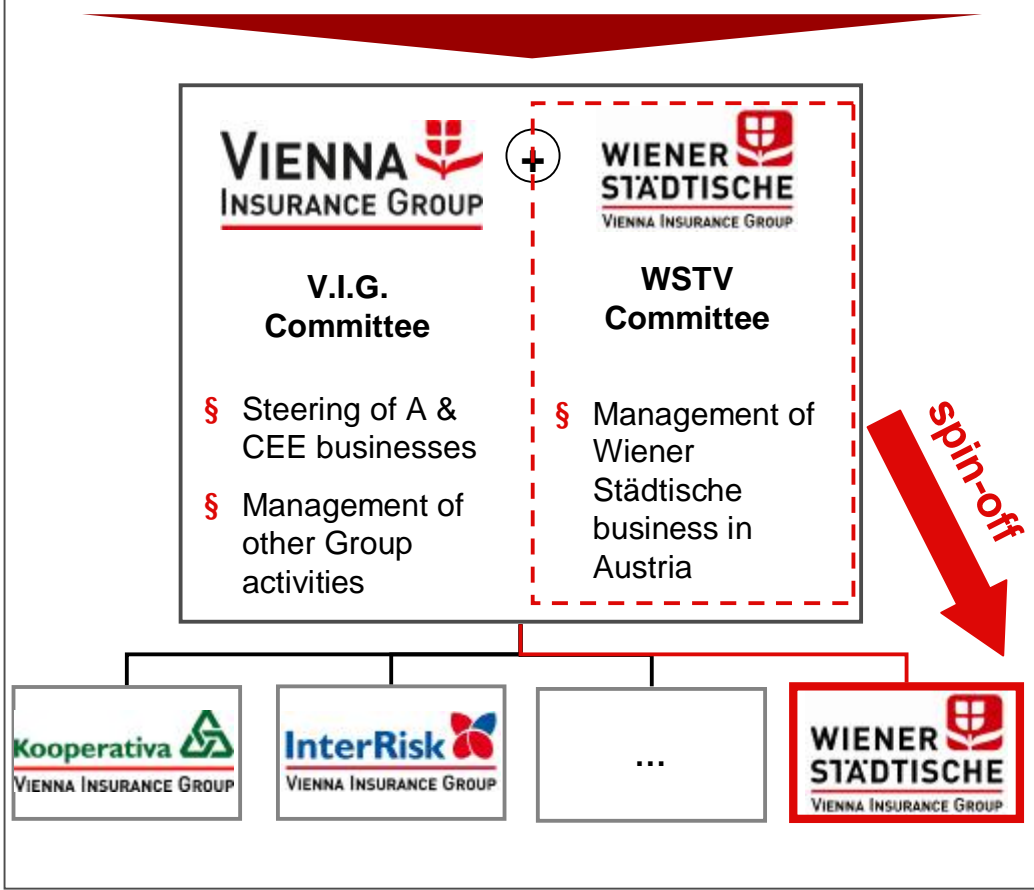 VIENNA
INSURANCE GROUP
+
WIENER
STÄDTISCHE
VIENNA INSURANCE GROUP
V.I.G.
Committee
WSTV
Committee
§ Steering of A &
CEE businesses
§ Management of
other Group
activities
§ Management of
Wiener
Städtische
business in
Austria
spin-off
Kooperativa
VIENNA INSURANCE GROUP
InterRisk
VIENNA INSURANCE GROUP
...
WIENER
STÄDTISCHE
VIENNA INSURANCE GROUP